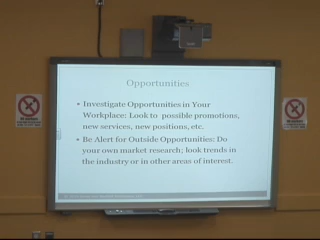 Opportunities
• Investigate Opportunities in Your
Workplace: Look to possible promotions,
new services, new positions, etc.
• Be Alert for Outside Opportunities: Do
your own market research; look trends in
the industry or in other areas of interest.